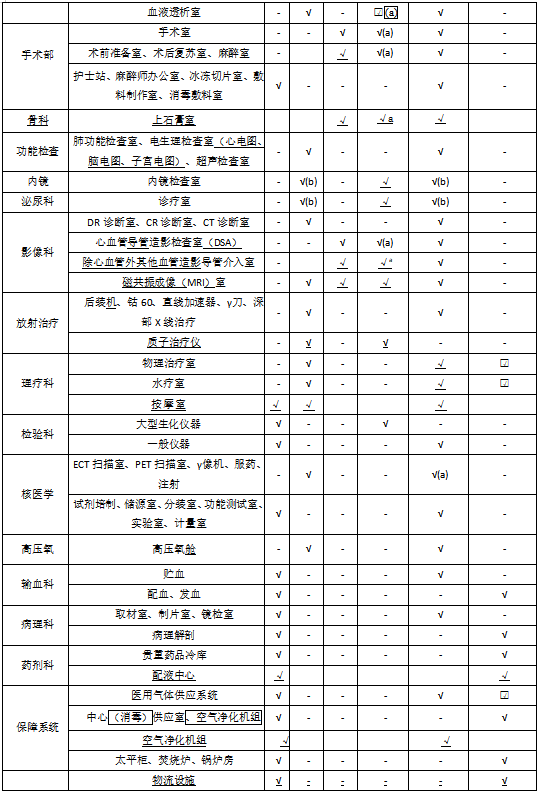 血液透析室 - √ - ☑(a) √ -
手术部 手术室 - - √ √(a) √ -
术前准备室、术后复苏室、麻醉室 - √ √(a) √ -
护士站、麻醉师办公室、冰冻切片室、敷
料制作室、消毒敷料室 √ - - - √ -
骨科 上石膏室 √ √a √
功能检查 肺功能检查室、电生理检查室（心电图、
脑电图、子宫电图）、超声检查室 - √ - - √ -
内镜 内镜检查室 - √(b) - √ √(b) -
泌尿科 诊疗室 - √(b) - √ √(b) -
影像科 DR 诊断室、CR 诊断室、CT 诊断室 - √ - - √ -
心血管导管造影检查室（DSA） - - √ √(a) √ -
除心血管外其他血管造影导管介入室 √ √a √ -
磁共振成像（MRI）室 - √ √ √ √ -
放射治疗 后装机、钴 60、直线加速器、γ刀、深
部 X 线治疗 - √ - - √ -
质子治疗仪 √ - √ -
理疗科 物理治疗室 - √ - √ ☑
水疗室 - √ - √ ☑
按摩室 √ √ √
检验科 大型生化仪器 √ - - √ - -
一般仪器 √ - - - √ -
核医学 ECT 扫描室、PET 扫描室、γ像机、服药、
注射 - √ - - √(a) -
试剂培制、储源室、分装室、功能测试室、
实验室、计量室 √ - - - √ -
高压氧 高压氧舱 - √ - - √ -
输血科 贮血 √ - - - √ -
配血、发血 √ - - - - √
病理科 取材室、制片室、镜检室 √ - - - √ -
病理解剖 √ - - - - √
药剂科 贵重药品冷库 √ - - - - √
配液中心 √ √
保障系统 医用气体供应系统 √ - - - √ ☑
中心（消毒）供应室、空气净化机组 √ - - - - √
空气净化机组 √ √
太平柜、焚烧炉、锅炉房 √ - - - - √
物流设施 √ - - - - √